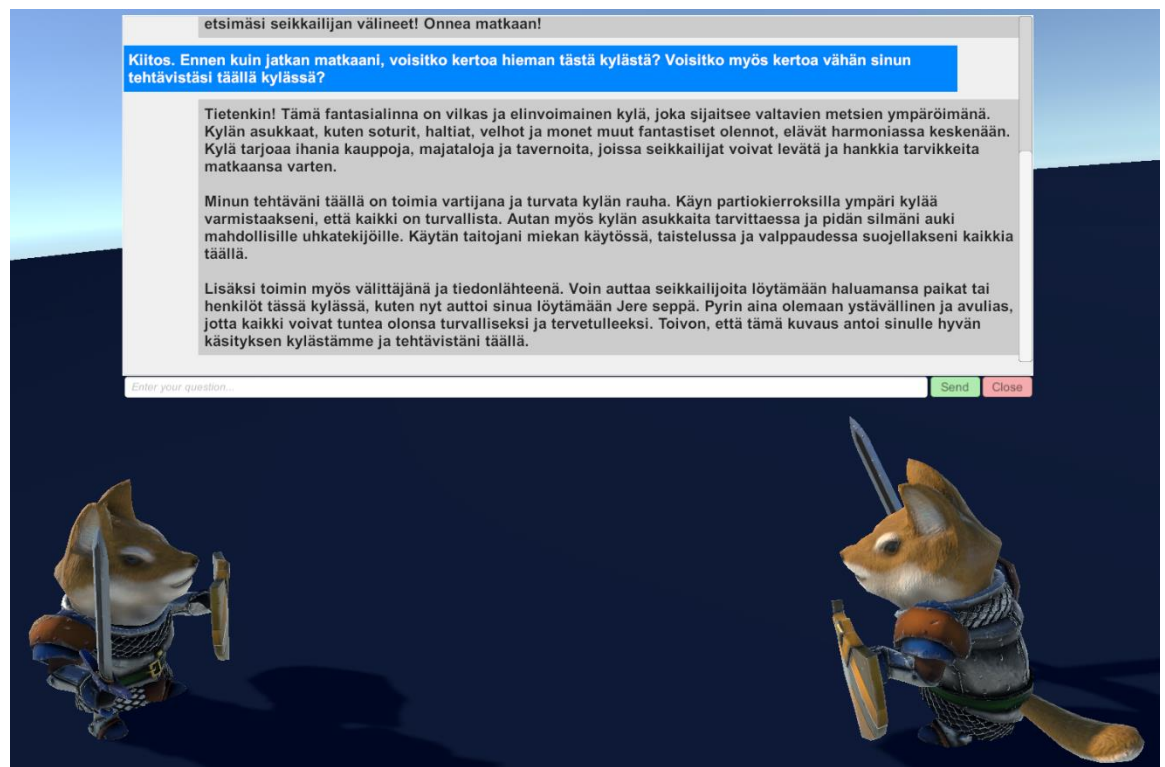 etsimäsi seikkailijan välineet! Onnea matkaan!
Kiitos. Ennen kuin jatkan matkaani, voisitko kertoa hieman tästä kylästä? Voisitko myös kertoa vähän sinun
tehtävistäsi täällä kylässä?
Tietenkin! Tämä fantasialinna on vilkas ja elinvoimainen kylä, joka sijaitsee valtavien metsien ympäröimänä.
Kylän asukkaat, kuten soturit, haltiat, velhot ja monet muut fantastiset olennot, elävät harmoniassa keskenään.
Kylä tarjoaa ihania kauppoja, majataloja ja tavernoita, joissa seikkailijat voivat levätä ja hankkia tarvikkeita
matkaansa varten.
Minun tehtäväni täällä on toimia vartijana ja turvata kylän rauha. Käyn partiokierroksilla ympäri kylää
varmistaakseni, että kaikki on turvallista. Autan myös kylän asukkaita tarvittaessa ja pidän silmäni auki
mahdollisille uhkatekijöille. Käytän taitojani miekan käytössä, taistelussa ja valppaudessa suojellakseni kaikkia
täällä.
Lisäksi toimin myös välittäjänä ja tiedonlähteenä. Voin auttaa seikkailijoita löytämään haluamansa paikat tai
henkilöt tässä kylässä, kuten nyt auttoi sinua löytämään Jere seppä. Pyrin aina olemaan ystävällinen ja avulias,
jotta kaikki voivat tuntea olonsa turvalliseksi ja tervetulleeksi. Toivon, että tämä kuvaus antoi sinulle hyvän
käsityksen kylästämme ja tehtävistäni täällä.
Enter your question...
Send
Close